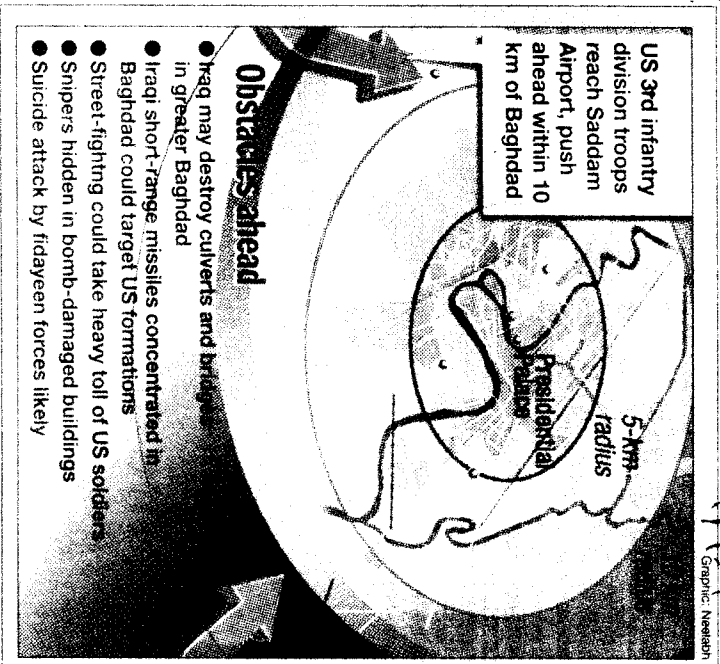 Graphic: Neelabh
US 3rd infantry
division troops
reach Saddam
Airport, push
ahead within 10
km of Baghdad
5-km
radius
Presidential
Palace
Obstacles ahead
● Iraq may destroy culverts and bridges
in greater Baghdad
● Iraqi short-range missiles concentrated in
Baghdad could target US formations
● Street-fightng could take heavy toll of US soldiers
● Snipers hidden in bomb-damaged buildings
● Suicide attack by fidayeen forces likely